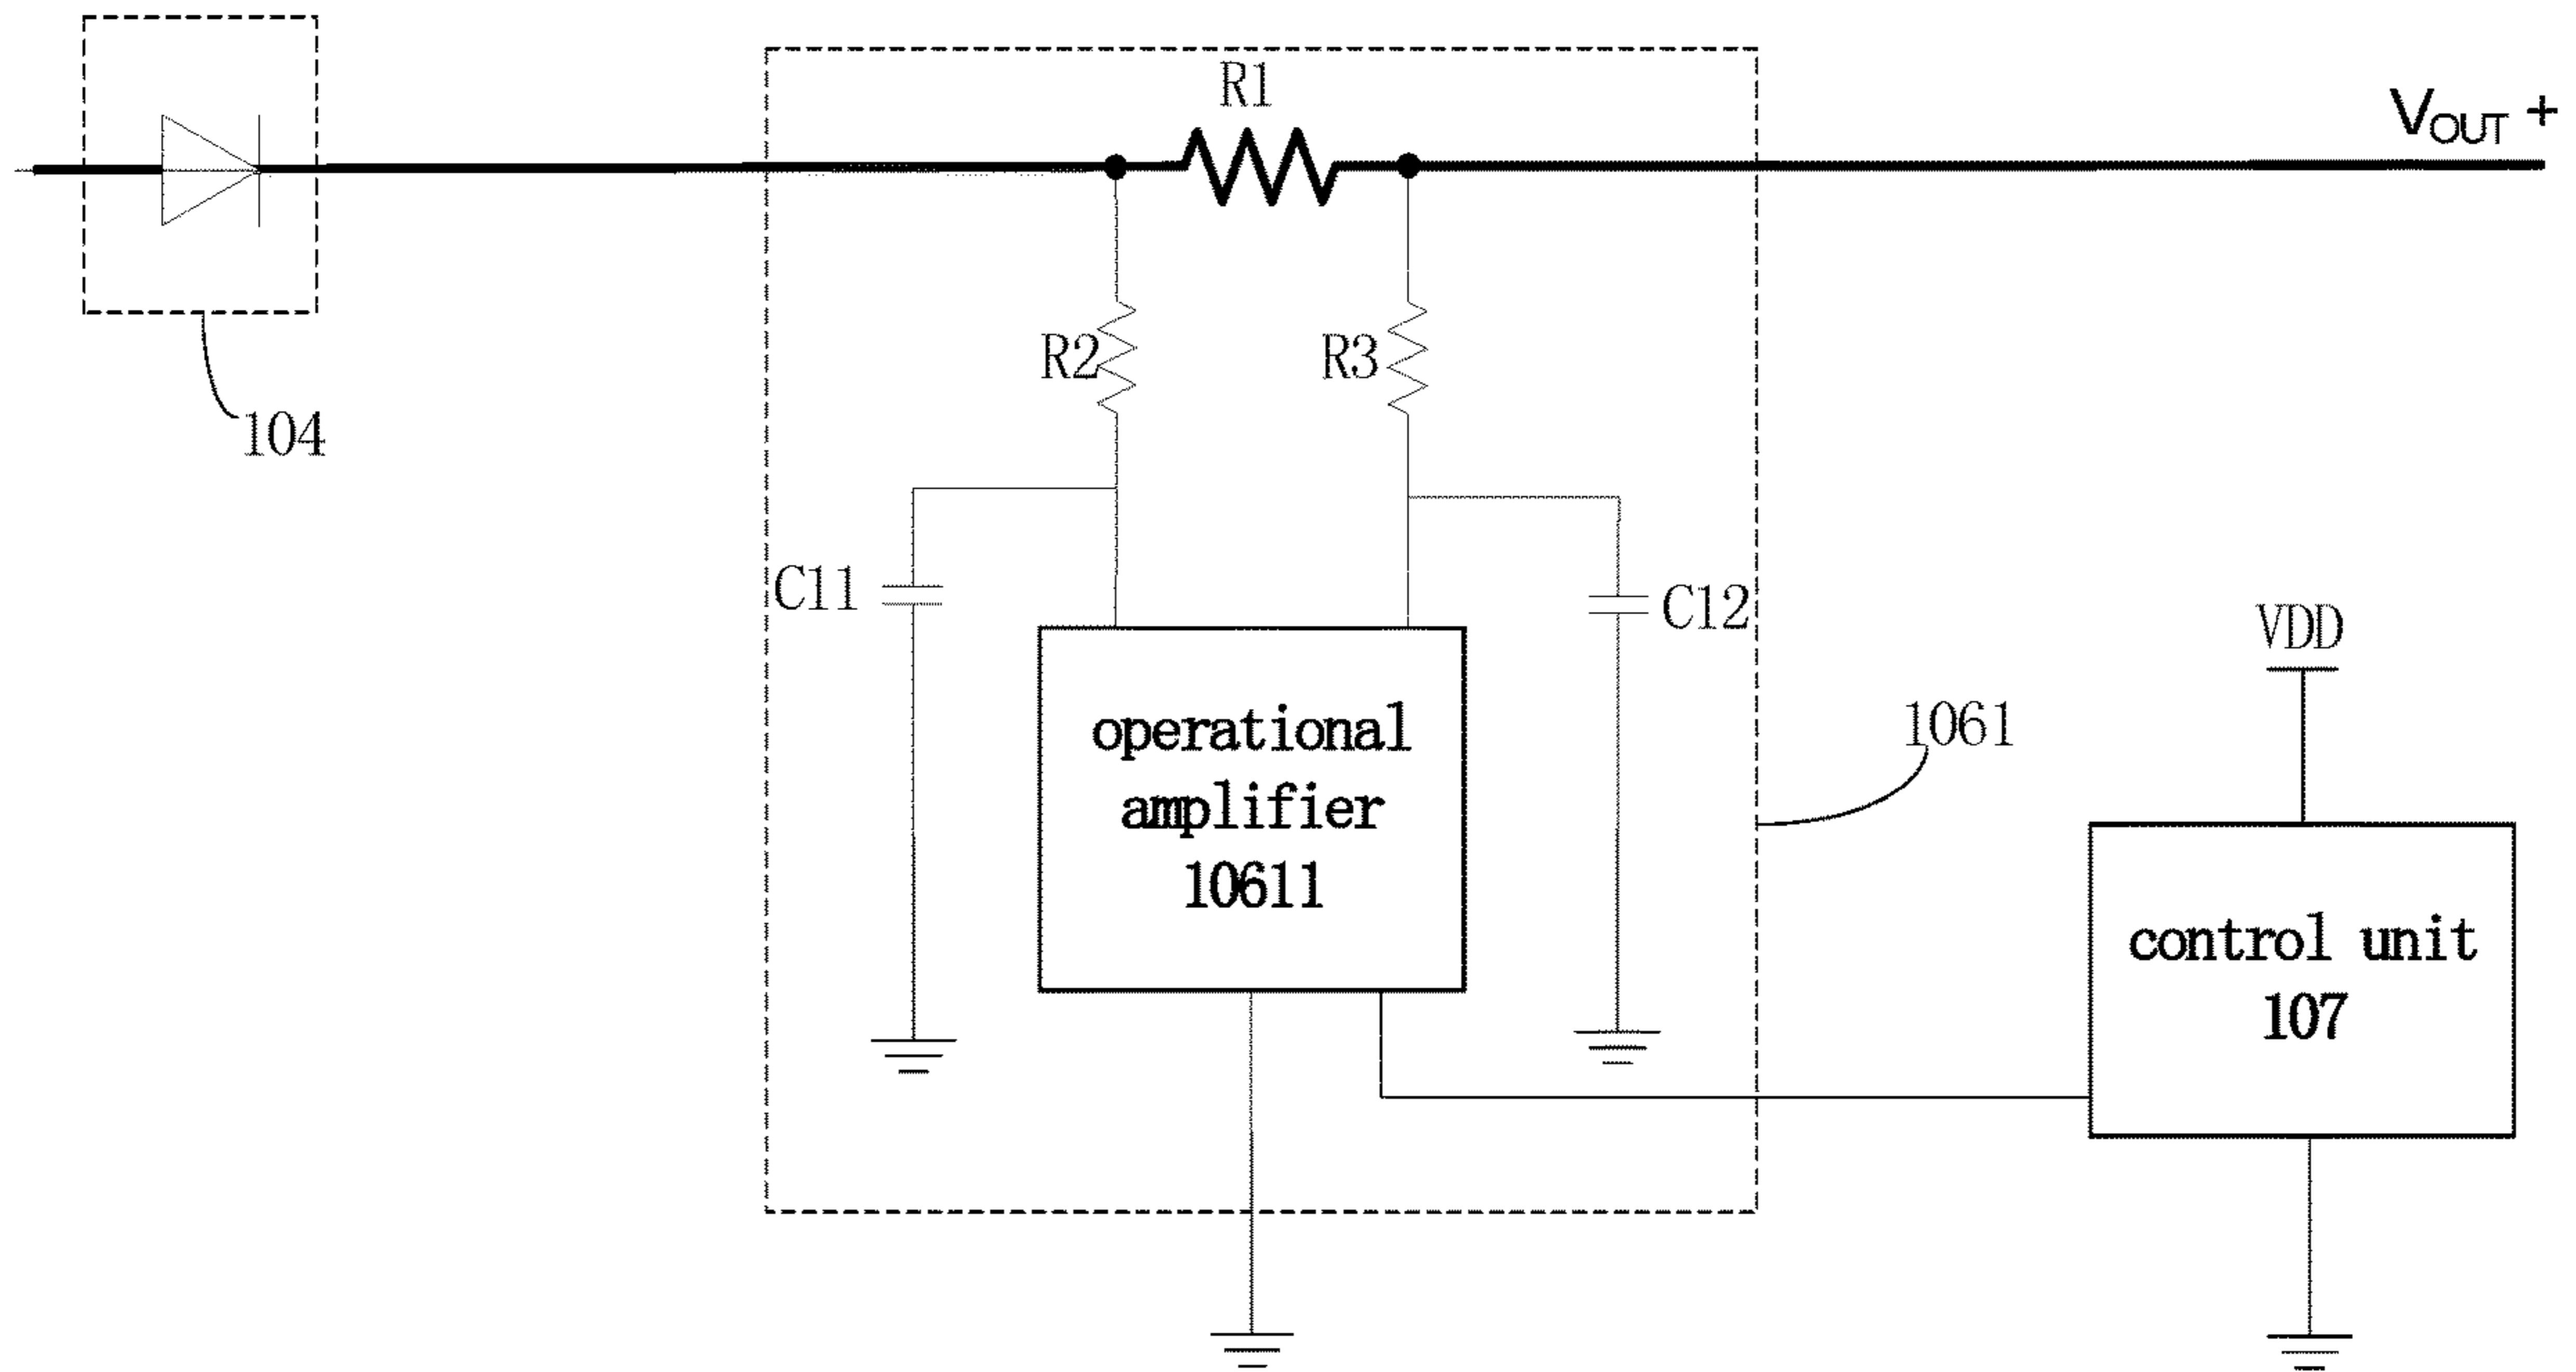 R1
VOUT +
R2
R3
104
C11
C12
VDD
operational
amplifier
10611
1061
control unit
107